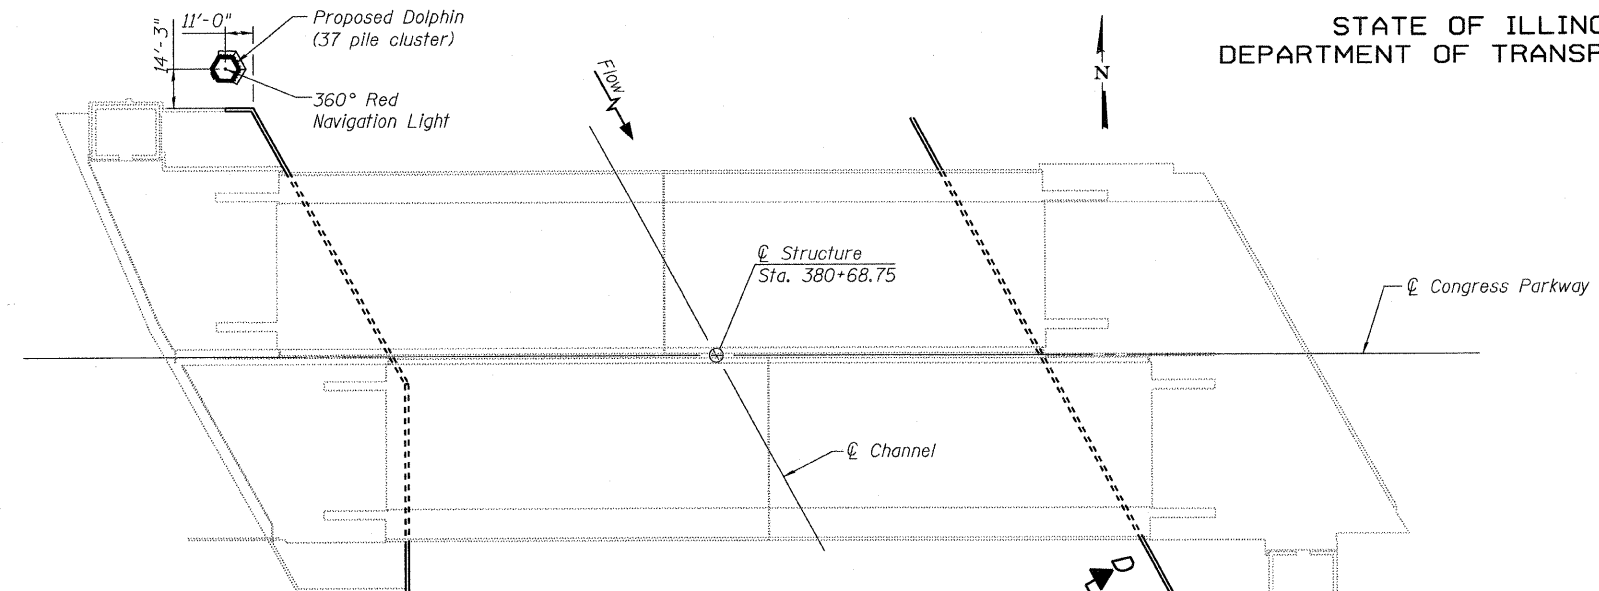 11'-0"
14'-3"
Proposed Dolphin
(37 pile cluster)
360° Red
Navigation Light
Flow
N
STATE OF ILLINO
DEPARTMENT OF TRANSP
℄ Structure
Sta. 380+68.75
℄ Congress Parkway
℄ Channel
D